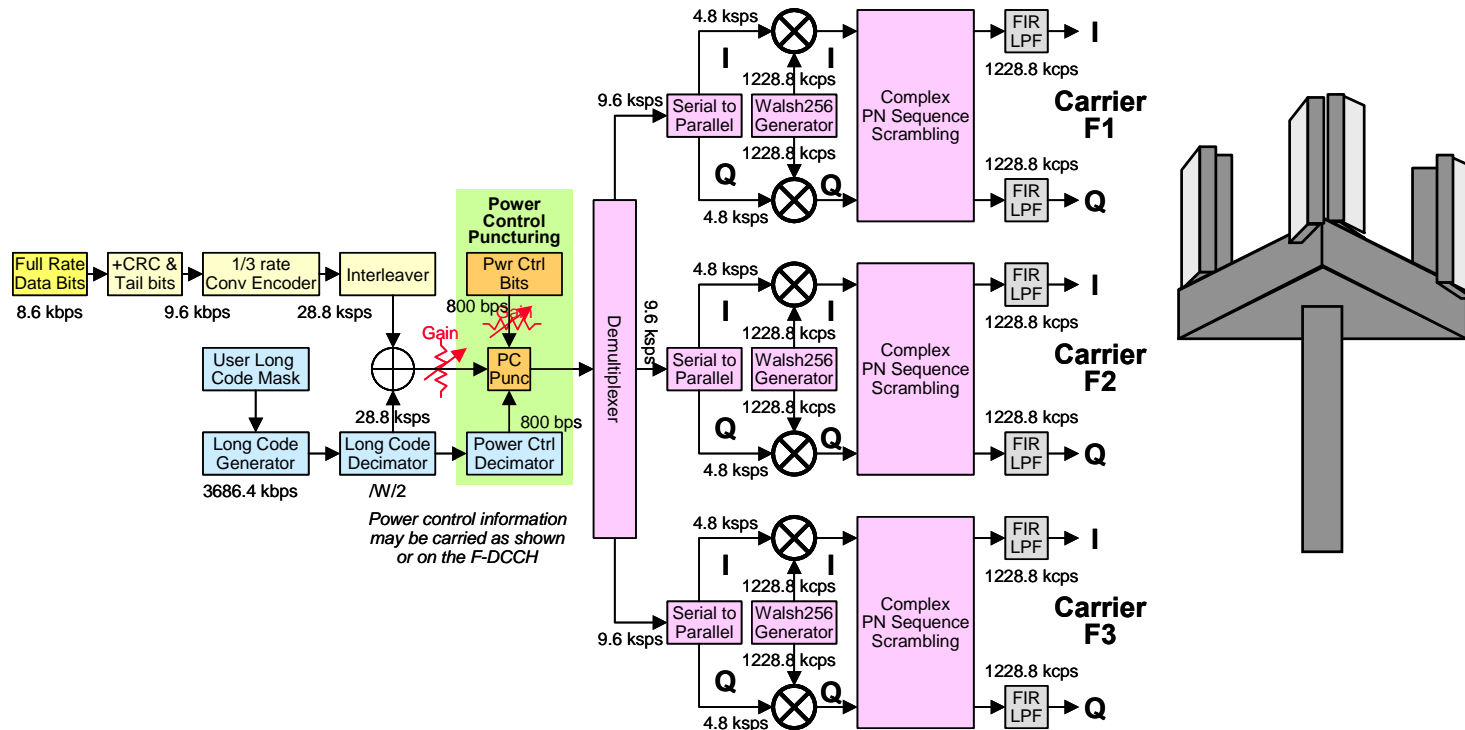 Full Rate
Data Bits
8.6 kbps
+CRC &
Tail bits
9.6 kbps
1/3 rate
Conv Encoder
28.8 ksps
Interleaver
User Long
Code Mask
Long Code
Generator
3686.4 kbps
28.8 ksps
Long Code
Decimator
/W/2
Gain
Power
Control
Puncturing
Pwr Ctrl
Bits
800 bps
Gain
PC
Punc
800 bps
Power Ctrl
Decimator
Power control information
may be carried as shown
or on the F-DCCH
Demultiplexer
9.6 ksps
Serial to
Parallel
4.8 ksps
I
I
1228.8 kcps
Walsh256
Generator
1228.8 kcps
Q
Q
4.8 ksps
Complex
PN Sequence
Scrambling
FIR
LPF
I
1228.8 kcps
Carrier
F1
1228.8 kcps
FIR
LPF
Q
9.6 ksps
Serial to
Parallel
4.8 ksps
I
I
1228.8 kcps
Walsh256
Generator
1228.8 kcps
Q
Q
4.8 ksps
Complex
PN Sequence
Scrambling
FIR
LPF
I
1228.8 kcps
Carrier
F2
1228.8 kcps
FIR
LPF
Q
9.6 ksps
Serial to
Parallel
4.8 ksps
I
I
1228.8 kcps
Walsh256
Generator
1228.8 kcps
Q
Q
4.8 ksps
Complex
PN Sequence
Scrambling
FIR
LPF
I
1228.8 kcps
Carrier
F3
1228.8 kcps
FIR
LPF
Q